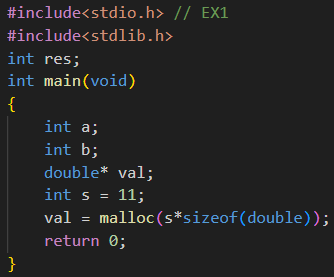 #include<stdio.h> // EX1
#include<stdlib.h>
int res;
int main(void)
{
    int a;
    int b;
    double* val;
    int s = 11;
    val = malloc(s*sizeof(double));
    return 0;
}